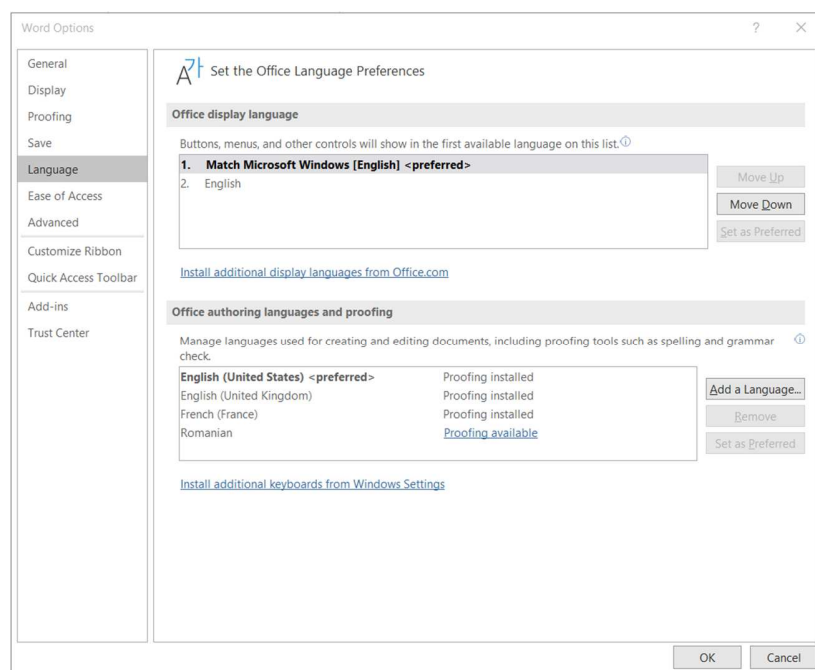 Word Options
General
Display
Proofing
Save
Language
Ease of Access
Advanced
Customize Ribbon
Quick Access Toolbar
Add-ins
Trust Center
A가 Set the Office Language Preferences
Office display language
Buttons, menus, and other controls will show in the first available language on this list.
1. Match Microsoft Windows [English] <preferred>
2. English
Move Up
Move Down
Set as Preferred
Install additional display languages from Office.com
Office authoring languages and proofing
Manage languages used for creating and editing documents, including proofing tools such as spelling and grammar
check.
English (United States) <preferred> Proofing installed
English (United Kingdom) Proofing installed
French (France) Proofing installed
Romanian Proofing available
Add a Language...
Remove
Set as Preferred
Install additional keyboards from Windows Settings
OK
Cancel